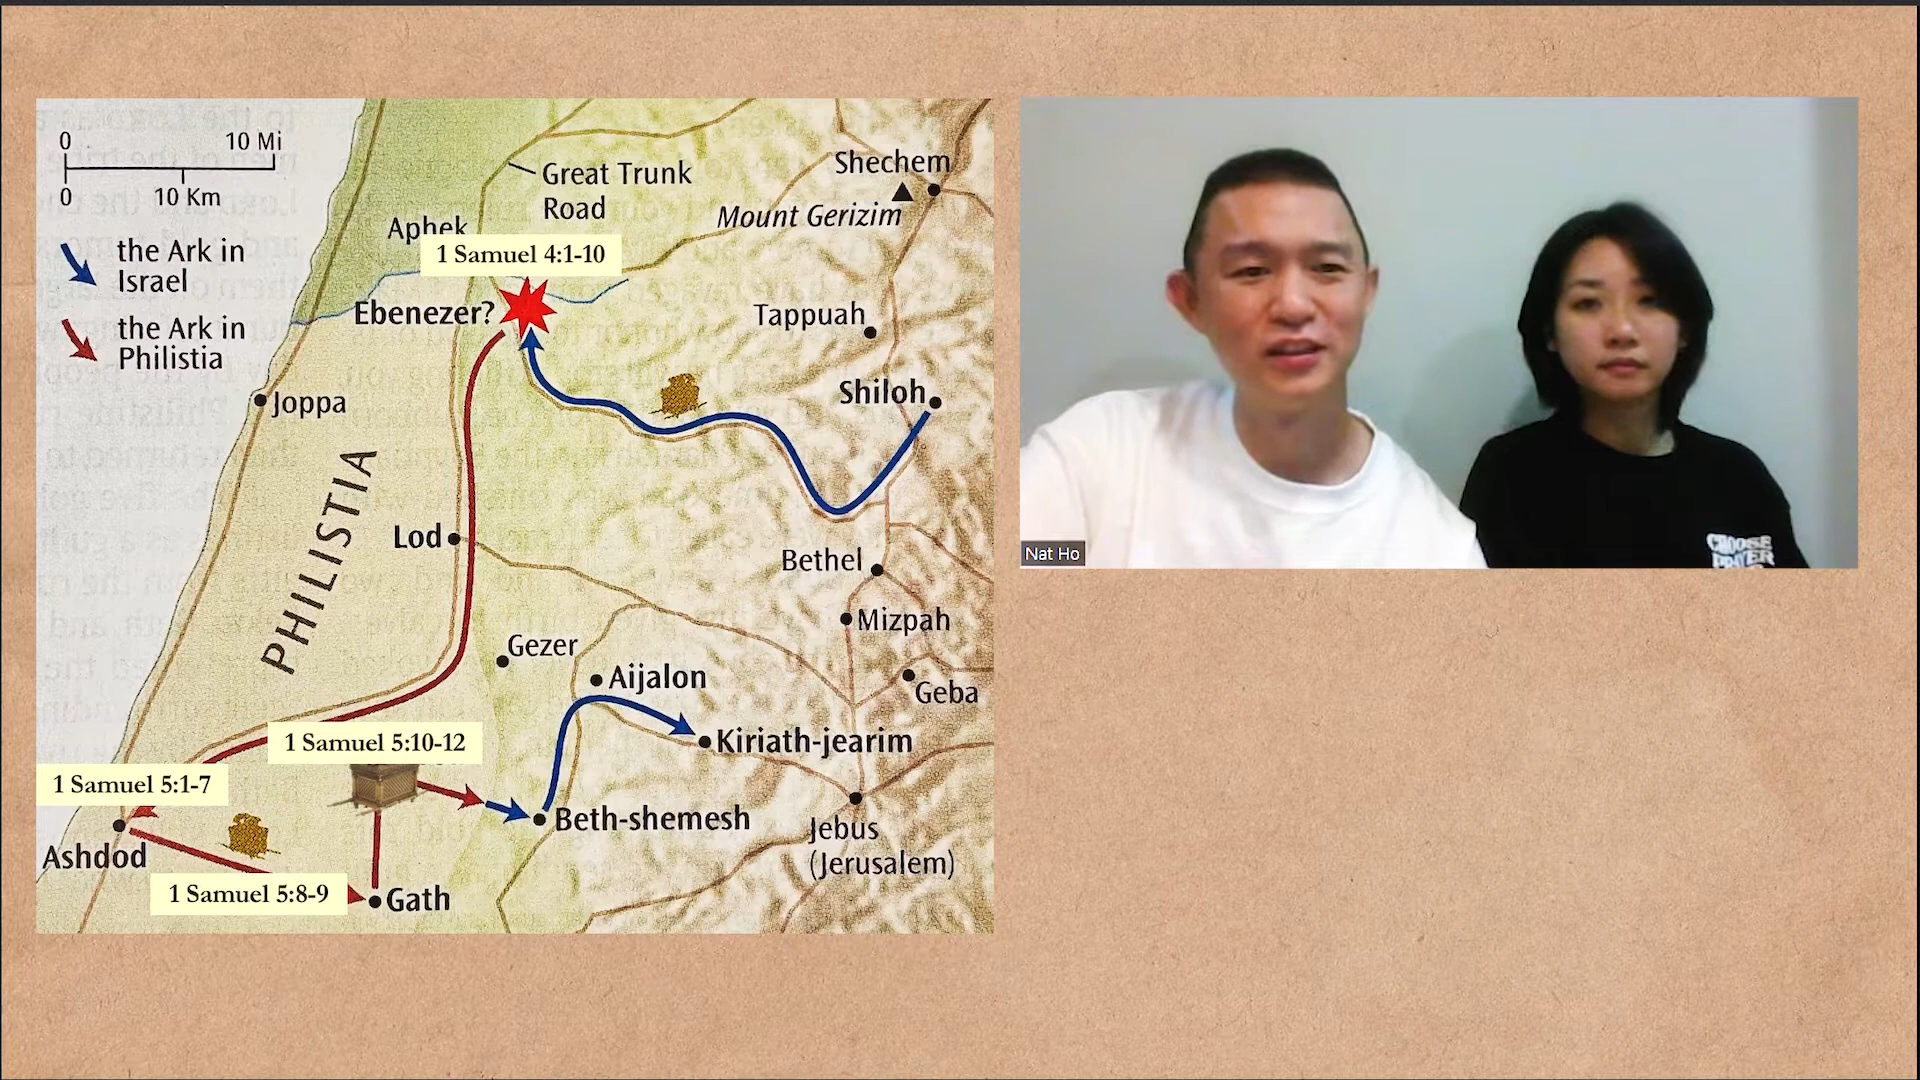 0 10 Mi
0 10 Km
the Ark in
Israel
the Ark in
Philistia
Great Trunk
Road
Shechem
Mount Gerizim
Aphek
1 Samuel 4:1-10
Ebenezer?
Tappuah
Joppa
Shiloh
PHILISTIA
Lod
Bethel
Mizpah
Gezer
Aijalon
Geba
1 Samuel 5:10-12
Kiriath-jearim
1 Samuel 5:1-7
Beth-shemesh
Jebus
(Jerusalem)
Ashdod
1 Samuel 5:8-9
Gath
Nat Ho
CHOOSE
PRAYER